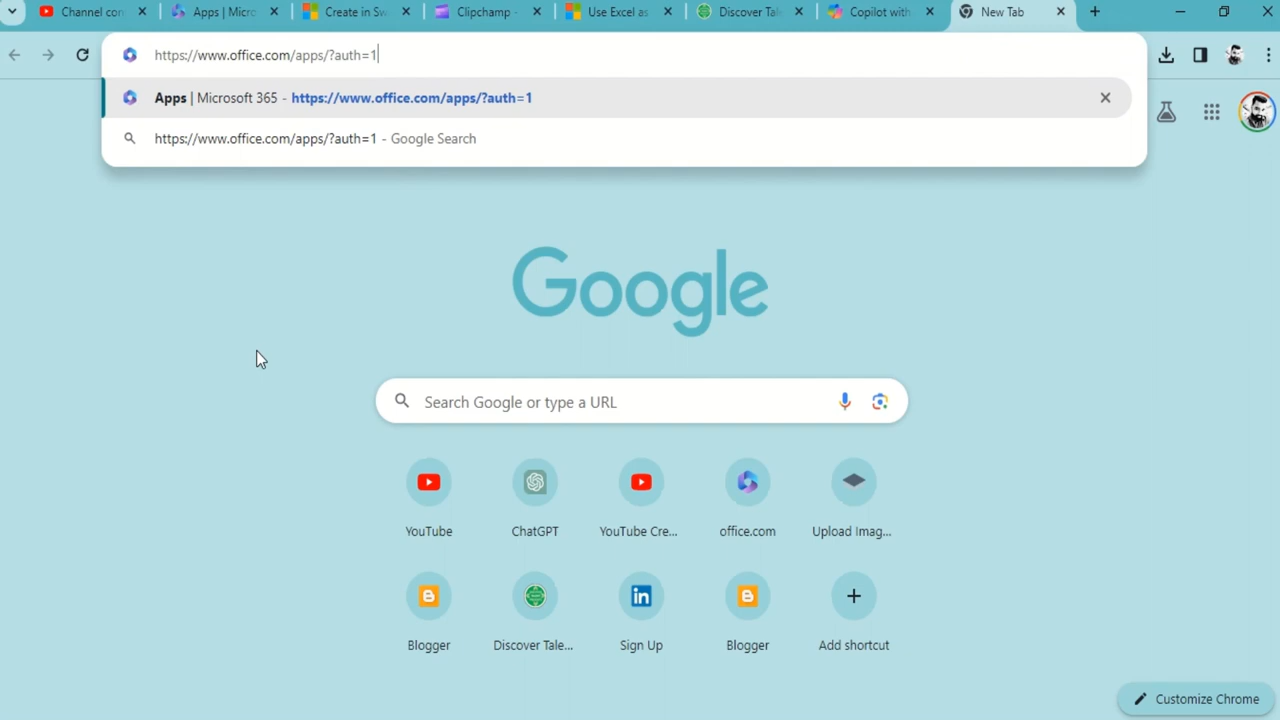 Channel con
Apps | Micro
Create in Sw
Clipchamp -
Use Excel as
Discover Tal
Copilot with
New Tab
https://www.office.com/apps/?auth=1
Apps | Microsoft 365 - https://www.office.com/apps/?auth=1
https://www.office.com/apps/?auth=1 - Google Search
Google
Search Google or type a URL
YouTube
ChatGPT
YouTube Cre...
office.com
Upload Imag...
Blogger
Discover Tale...
Sign Up
Blogger
Add shortcut
Customize Chrome